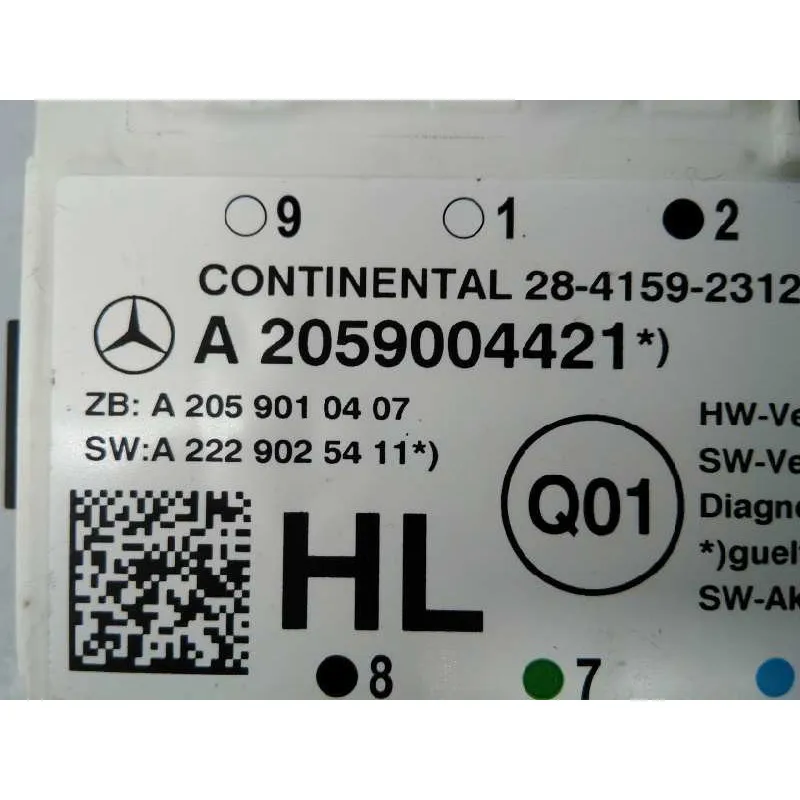 9 1 2
CONTINENTAL 28-4159-2312
A 2059004421*)
ZB: A 205 901 04 07
SW:A 222 902 54 11*)
HW-Ve
SW-Ve
Q01
Diagno
*)guelt
SW-Ak
HL
8 7